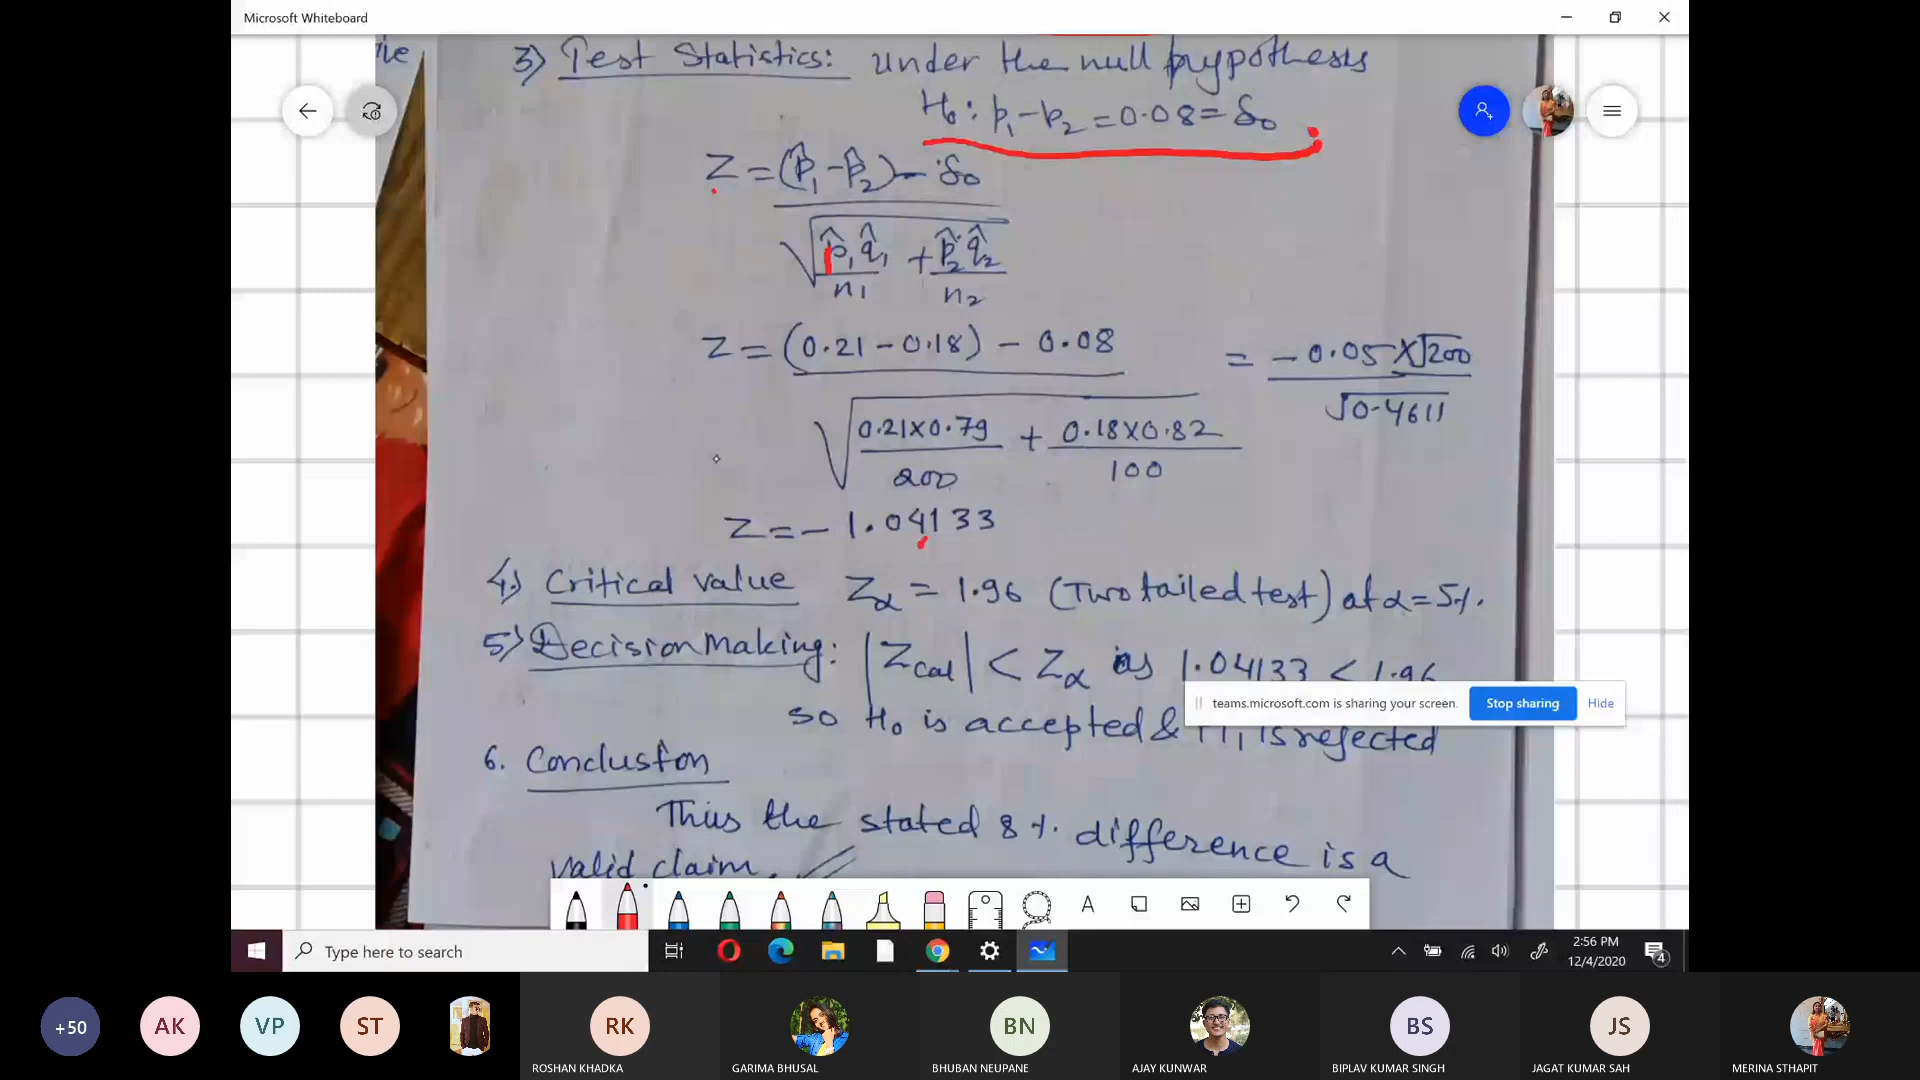 Microsoft Whiteboard
3) Test Statistics: under the null hypothesis
H₀: p₁-p₂=0.08=δ₀
Z=(p̂₁-p̂₂)-δ₀
√ p̂₁q̂₁ + p̂₂q̂₂
n₁ n₂
Z=(0.21-0.18)-0.08 = -0.05×√200
√0.4611
√ 0.21×0.79 + 0.18×0.82
200 100
Z=-1.04133
4.) Critical value Zα = 1.96 (Two tailed test) at α=5%.
5) Decision Making: |Zcal| < Zα as 1.04133 < 1.96
teams.microsoft.com is sharing your screen. Stop sharing Hide
so H₀ is accepted & H₁ is rejected
6. Conclusion
Thus the stated 8%. difference is a
valid claim.
A
Type here to search
2:56 PM
12/4/2020
4
+50 AK VP ST RK BN BS JS
ROSHAN KHADKA GARIMA BHUSAL BHUBAN NEUPANE AJAY KUNWAR BIPLAV KUMAR SINGH JAGAT KUMAR SAH MERINA STHAPIT